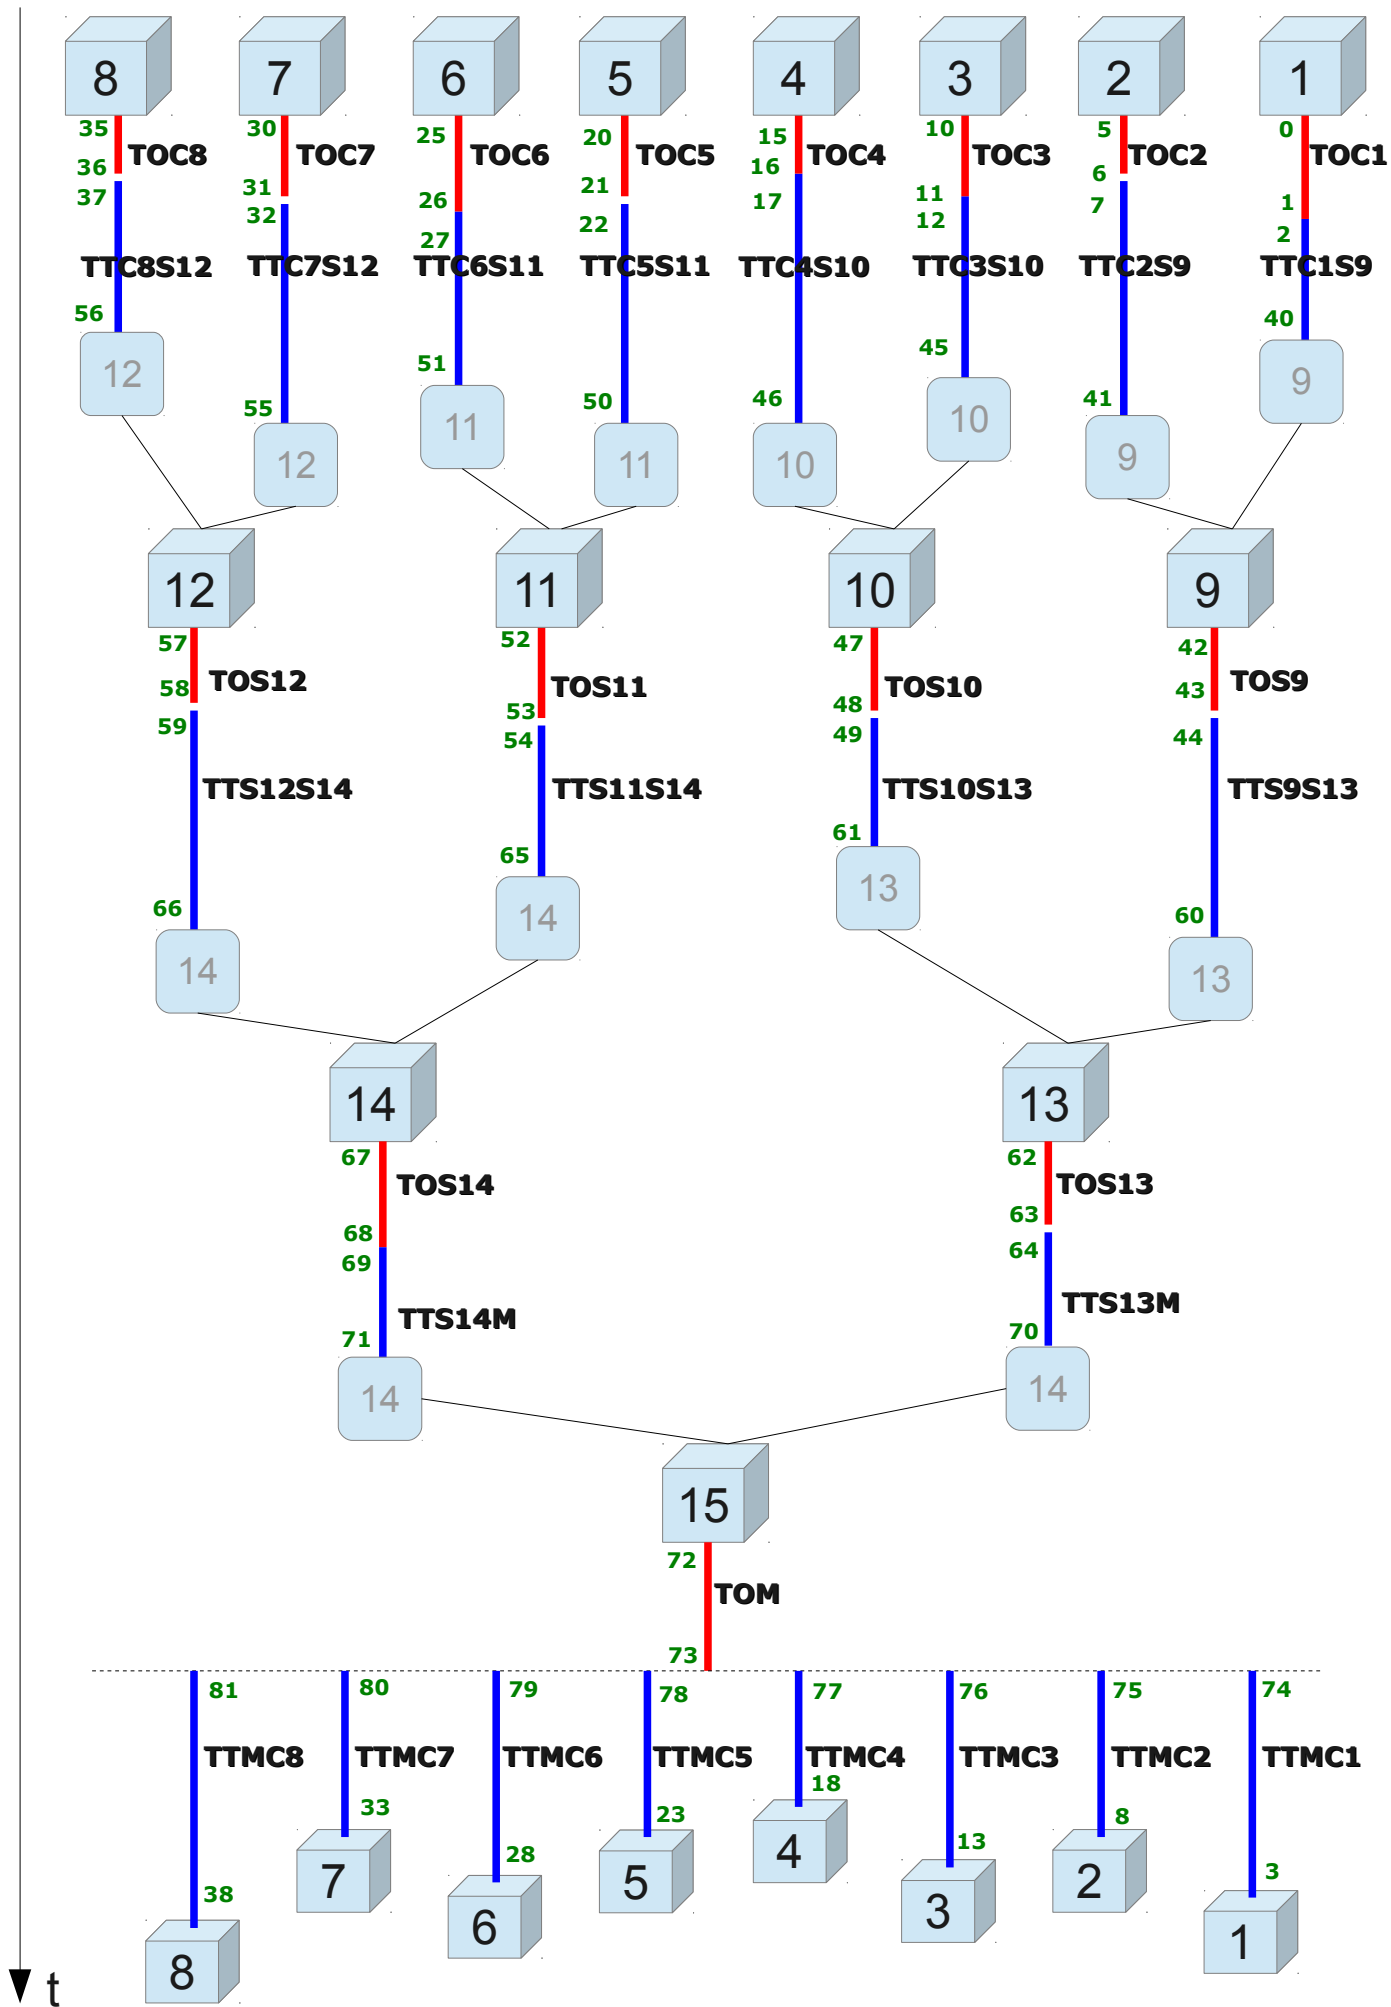 8 7 6 5 4 3 2 1
35 30 25 20 15 10 5 0
TOC8 TOC7 TOC6 TOC5 TOC4 TOC3 TOC2 TOC1
36 31 26 21 16 11 6 1
37 32 27 22 17 12 7 2
TTC8S12 TTC7S12 TTC6S11 TTC5S11 TTC4S10 TTC3S10 TTC2S9 TTC1S9
56 55 51 50 46 45 41 40
12 12 11 11 10 10 9 9
12 11 10 9
57 52 47 42
TOS12 TOS11 TOS10 TOS9
58 53 48 43
59 54 49 44
TTS12S14 TTS11S14 TTS10S13 TTS9S13
66 65 61 60
14 14 13 13
14 13
67 62
TOS14 TOS13
68 63
69 64
TTS14M TTS13M
71 70
14 14
15
72
TOM
73
81 80 79 78 77 76 75 74
TTMC8 TTMC7 TTMC6 TTMC5 TTMC4 TTMC3 TTMC2 TTMC1
38 33 28 23 18 13 8 3
8 7 6 5 4 3 2 1
t